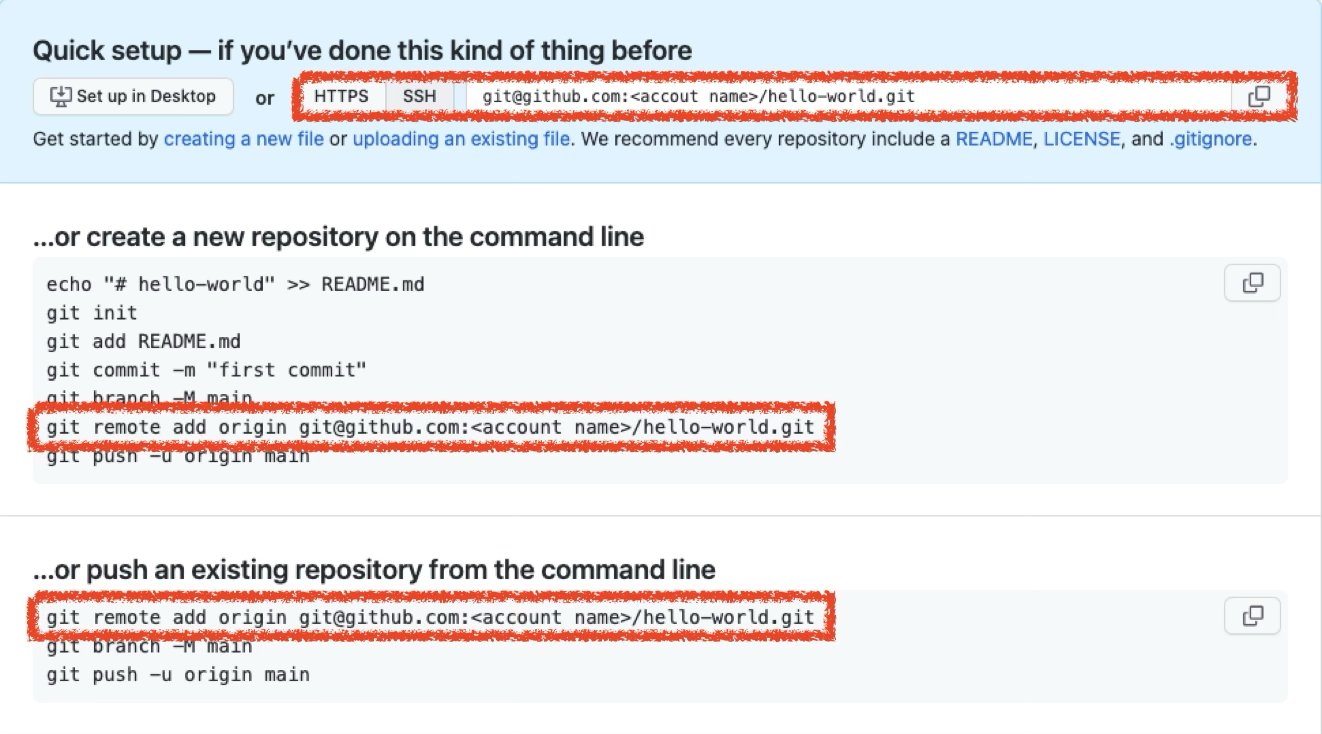 Quick setup — if you’ve done this kind of thing before
Set up in Desktop or HTTPS SSH git@github.com:<accout name>/hello-world.git
Get started by creating a new file or uploading an existing file. We recommend every repository include a README, LICENSE, and .gitignore.
...or create a new repository on the command line
echo "# hello-world" >> README.md
git init
git add README.md
git commit -m "first commit"
git branch -M main
git remote add origin git@github.com:<account name>/hello-world.git
git push -u origin main
...or push an existing repository from the command line
git remote add origin git@github.com:<account name>/hello-world.git
git branch -M main
git push -u origin main